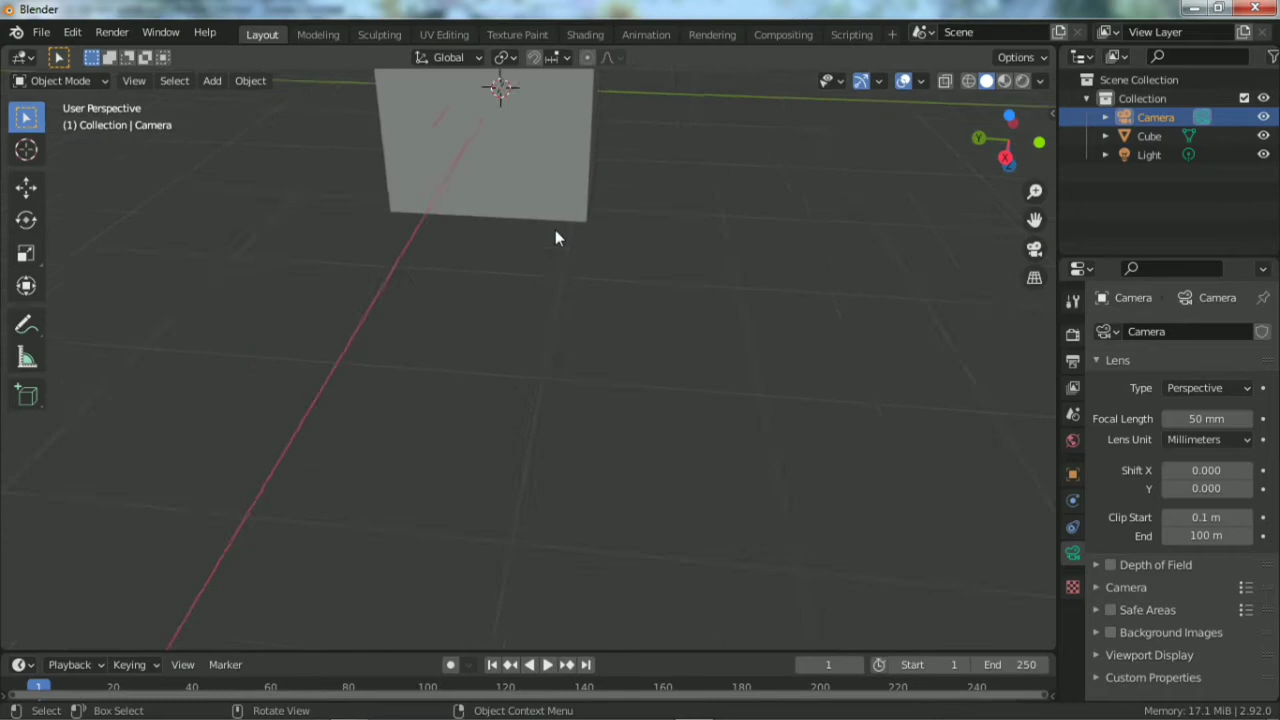 Blender
File Edit Render Window Help Layout Modeling Sculpting UV Editing Texture Paint Shading Animation Rendering Compositing Scripting + Scene View Layer
Global Options
Object Mode View Select Add Object
User Perspective
(1) Collection | Camera
Y
X
Scene Collection
Collection
Camera
Cube
Light
Camera Camera
Camera
Lens
Type Perspective
Focal Length 50 mm
Lens Unit Millimeters
Shift X 0.000
Y 0.000
Clip Start 0.1 m
End 100 m
Depth of Field
Camera
Safe Areas
Background Images
Viewport Display
Custom Properties
Playback Keying View Marker 1 Start 1 End 250
1 20 40 60 80 100 120 140 160 180 200 220 240
Select Box Select Rotate View Object Context Menu Memory: 17.1 MiB | 2.92.0